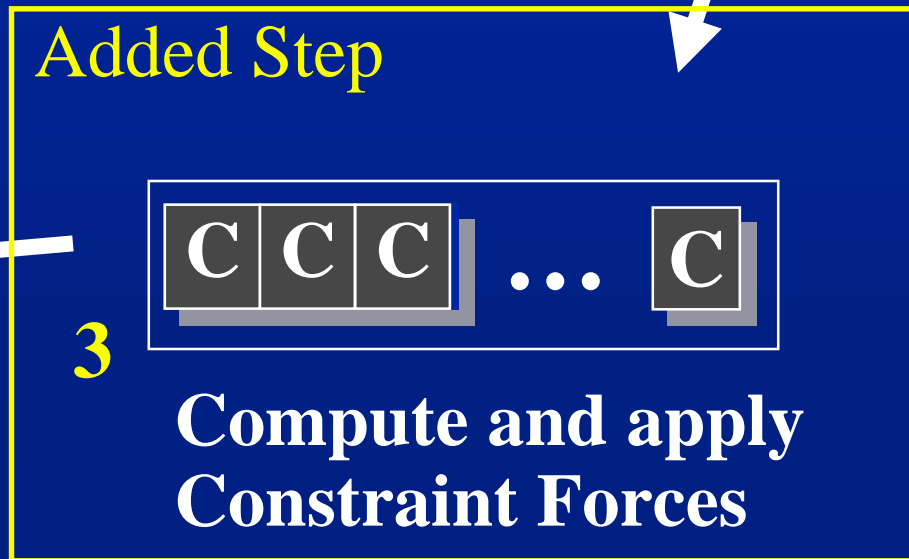 Added Step
C C C ... C
3
Compute and apply
Constraint Forces